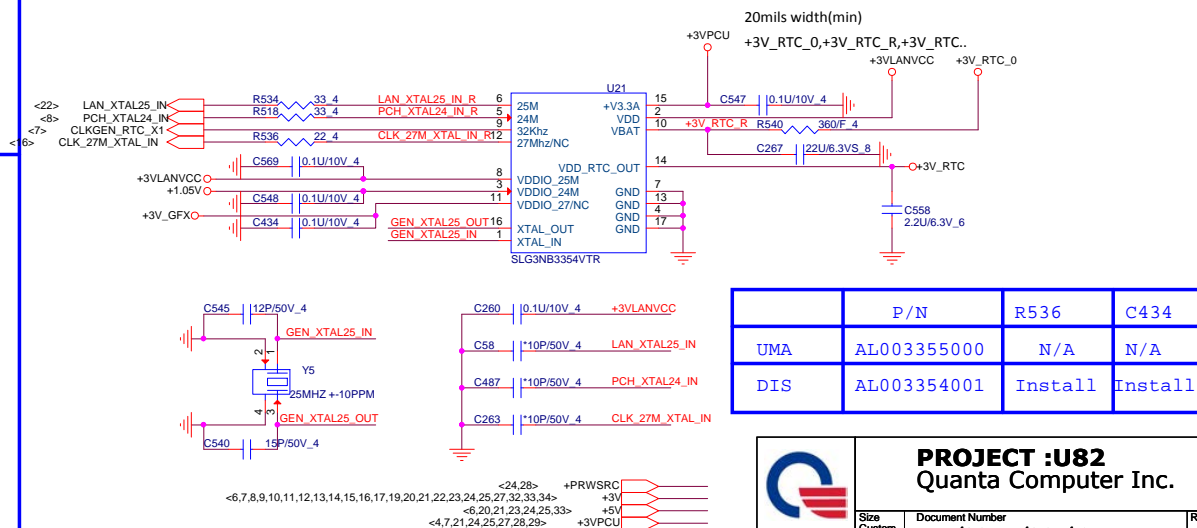 20mils width(min)
+3VPCU
+3V_RTC_0,+3V_RTC_R,+3V_RTC..
+3VLANVCC
+3V_RTC_0
U21
<22>
LAN_XTAL25_IN
R534
33_4
LAN_XTAL25_IN_R
6
25M
+V3.3A
15
C547
0.1U/10V_4
<8>
PCH_XTAL24_IN
R518
33_4
PCH_XTAL24_IN_R
5
24M
VDD
2
<7>
CLKGEN_RTC_X1
9
32Khz
VBAT
10
+3V_RTC_R
R540
360/F_4
<16>
CLK_27M_XTAL_IN
R536
22_4
CLK_27M_XTAL_IN_R
12
27Mhz/NC
C267
22U/6.3VS_8
C569
0.1U/10V_4
VDD_RTC_OUT
14
+3V_RTC
+3VLANVCC
8
VDDIO_25M
+1.05V
3
VDDIO_24M
GND
7
C548
0.1U/10V_4
11
VDDIO_27/NC
GND
13
+3V_GFX
GND
4
C558
2.2U/6.3V_6
C434
0.1U/10V_4
GEN_XTAL25_OUT
16
XTAL_OUT
GND
17
GEN_XTAL25_IN
1
XTAL_IN
SLG3NB3354VTR
C545
12P/50V_4
GEN_XTAL25_IN
2
1
Y5
25MHZ +-10PPM
4
3
GEN_XTAL25_OUT
C540
15P/50V_4
C260
0.1U/10V_4
+3VLANVCC
C58
*10P/50V_4
LAN_XTAL25_IN
C487
*10P/50V_4
PCH_XTAL24_IN
C263
*10P/50V_4
CLK_27M_XTAL_IN
P/N R536 C434
UMA AL003355000 N/A N/A
DIS AL003354001 Install Install
<24,28> +PRWSRC
<6,7,8,9,10,11,12,13,14,15,16,17,19,20,21,22,23,24,25,27,32,33,34> +3V
<6,20,21,23,24,25,33> +5V
<4,7,21,24,25,27,28,29> +3VPCU
PROJECT :U82
Quanta Computer Inc.
Size
Custom
Document Number